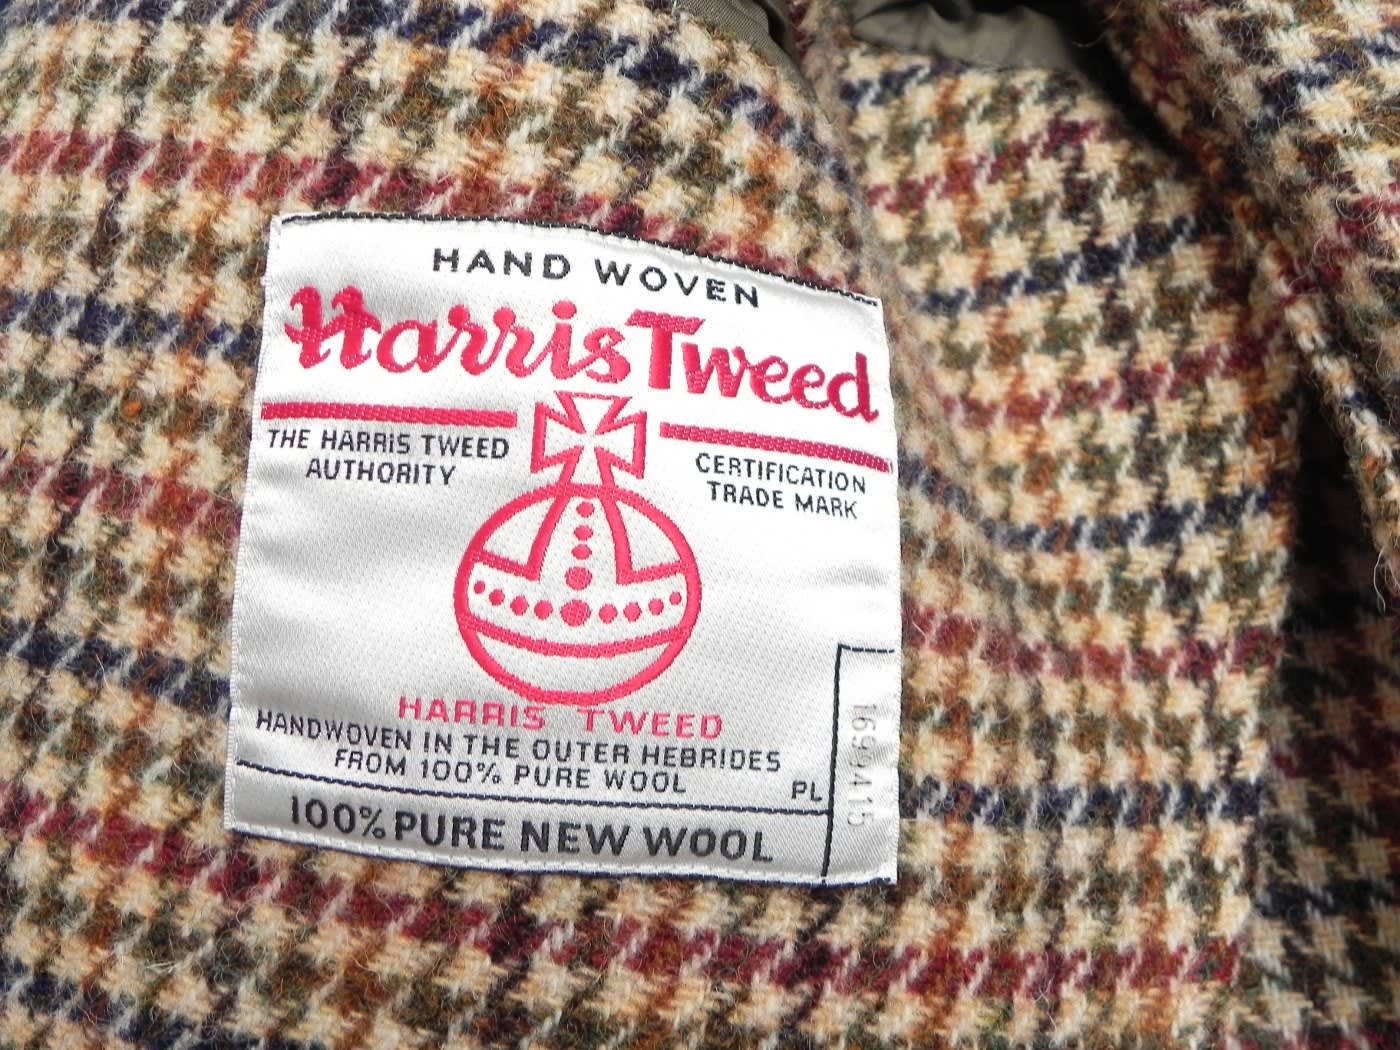 HAND WOVEN
Harris Tweed
THE HARRIS TWEED
AUTHORITY
CERTIFICATION
TRADE MARK
HARRIS TWEED
HANDWOVEN IN THE OUTER HEBRIDES
FROM 100% PURE WOOL
PL
100% PURE NEW WOOL
1699415